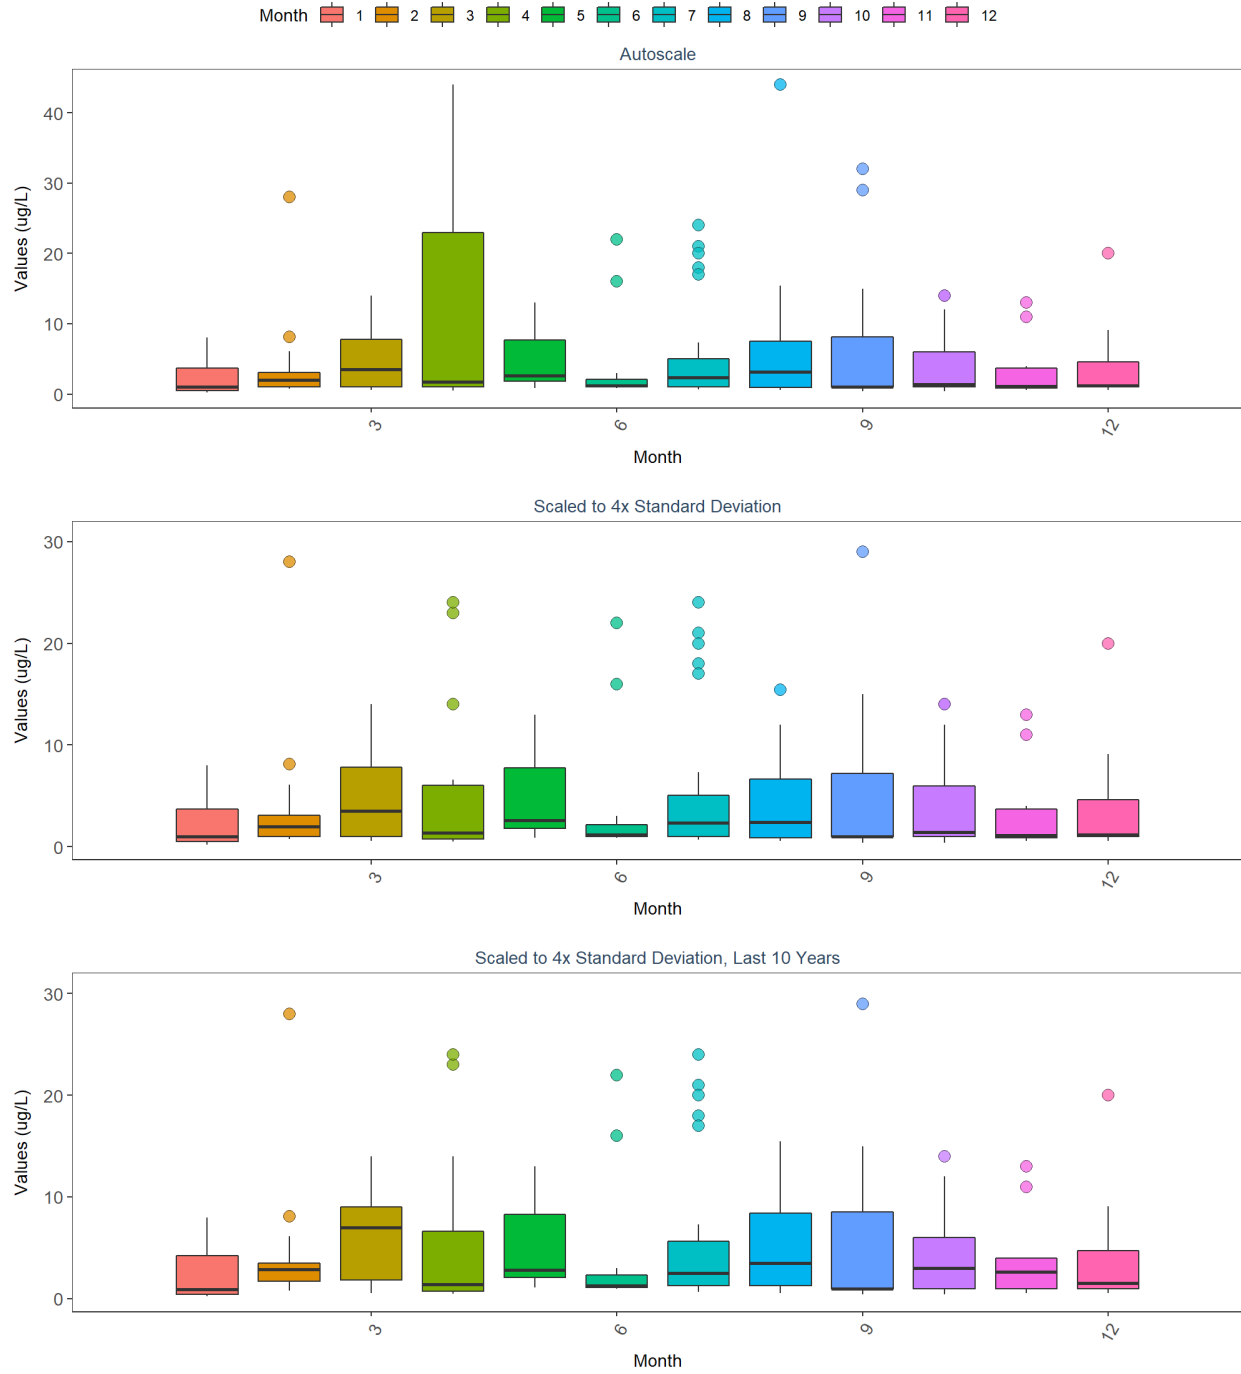 Month 1 2 3 4 5 6 7 8 9 10 11 12
Autoscale
Values (ug/L)
40
30
20
10
0
3 6 9 12
Month
Scaled to 4x Standard Deviation
Values (ug/L)
30
20
10
0
3 6 9 12
Month
Scaled to 4x Standard Deviation, Last 10 Years
Values (ug/L)
30
20
10
0
3 6 9 12
Month